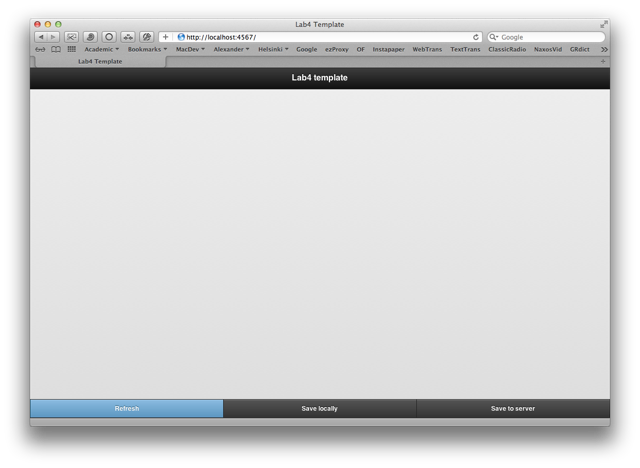 Lab4 Template
http://localhost:4567/
Google
Academic Bookmarks MacDev Alexander Helsinki Google ezProxy OF Instapaper WebTrans TextTrans ClassicRadio NaxosVid GRdict
Lab4 Template
Lab4 template
Refresh Save locally Save to server